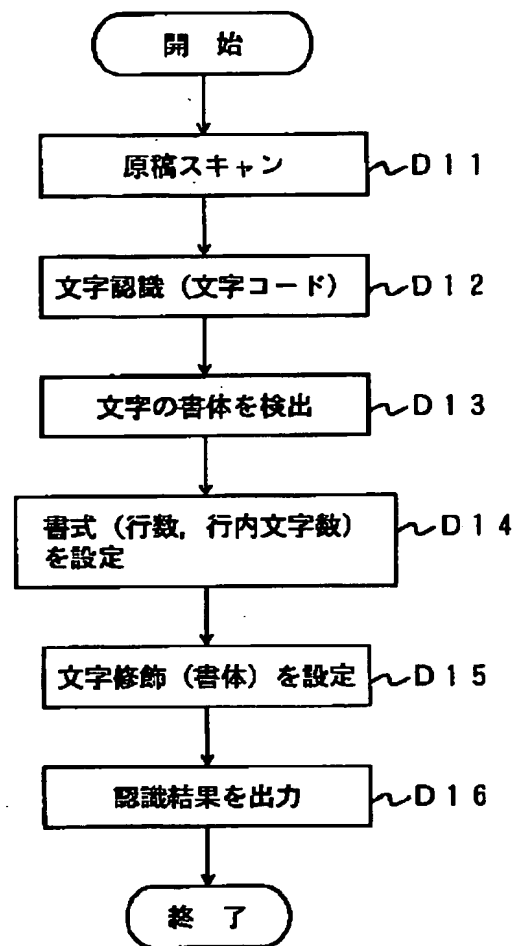 開 始
原稿スキャン D11
文字認識（文字コード） D12
文字の書体を検出 D13
書式（行数，行内文字数） D14
を設定
文字修飾（書体）を設定 D15
認識結果を出力 D16
終 了